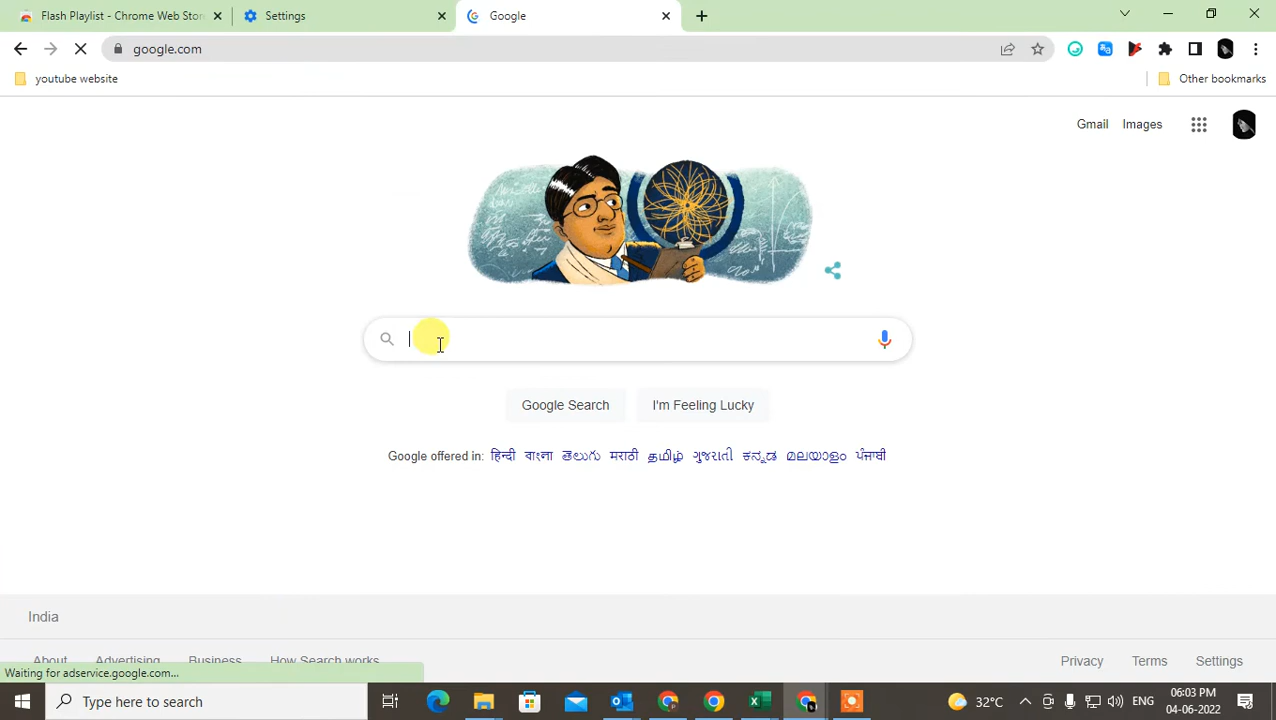 Flash Playlist - Chrome Web Stor
Settings
Google
google.com
youtube website
Other bookmarks
Gmail
Images
Google Search
I'm Feeling Lucky
Google offered in: हिन्दी বাংলা తెలుగు मराठी தமிழ் ગુજરાતી ಕನ್ನಡ മലയാളം ਪੰਜਾਬੀ
India
About
Advertising
Business
How Search works
Privacy
Terms
Settings
Waiting for adservice.google.com...
Type here to search
32°C
ENG
06:03 PM
04-06-2022